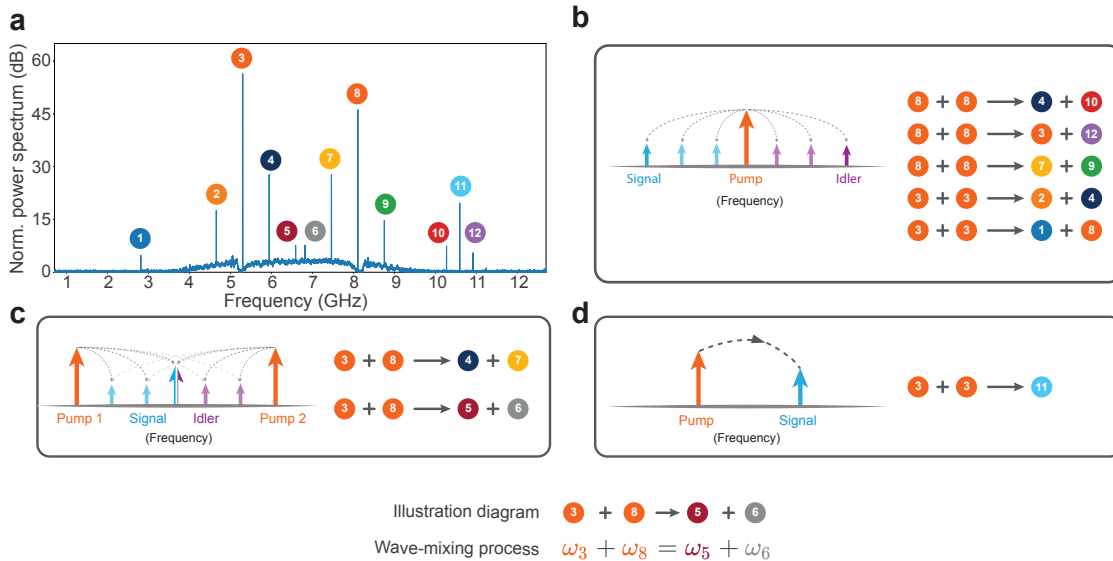 a
Norm. power spectrum (dB)
60
45
30
15
0
1 2 3 4 5 6 7 8 9 10 11 12
Frequency (GHz)
3
8
4
7
11
2
9
5
6
10
12
1
b
Signal
Pump
Idler
(Frequency)
8 + 8 → 4 + 10
8 + 8 → 3 + 12
8 + 8 → 7 + 9
3 + 3 → 2 + 4
3 + 3 → 1 + 8
c
Pump 1
Signal
Idler
Pump 2
(Frequency)
3 + 8 → 4 + 7
3 + 8 → 5 + 6
d
Pump
Signal
(Frequency)
3 + 3 → 11
Illustration diagram 3 + 8 → 5 + 6
Wave-mixing process ω₃ + ω₈ = ω₅ + ω₆